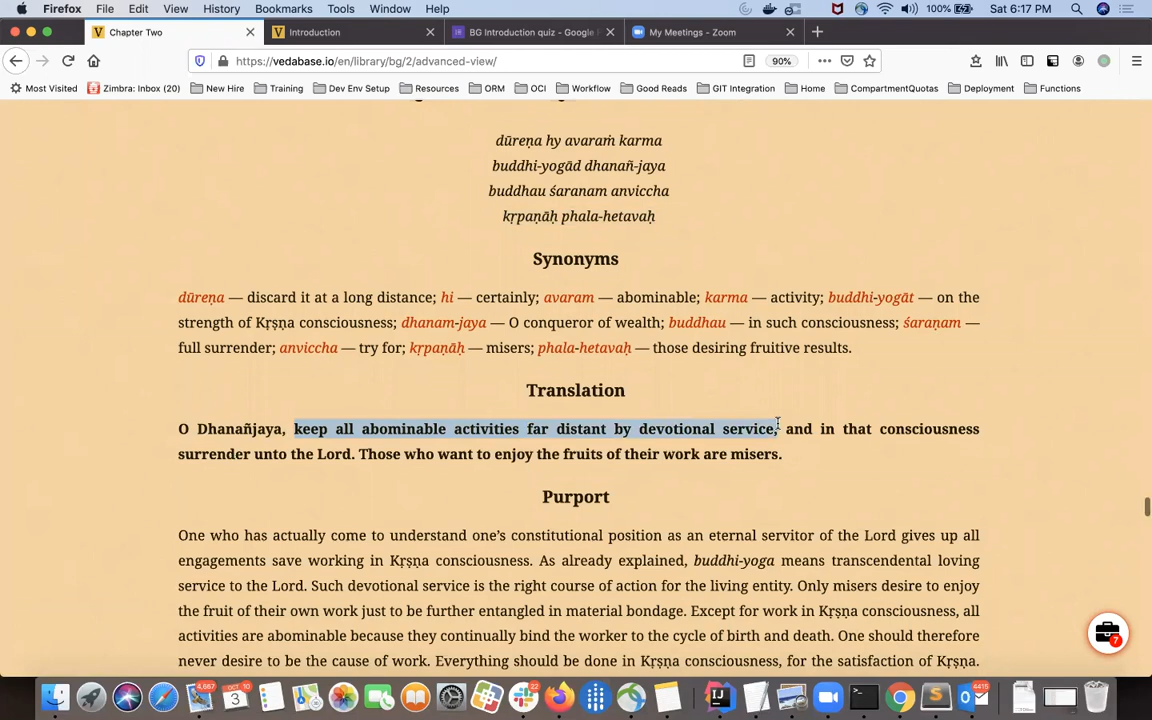 Firefox File Edit View History Bookmarks Tools Window Help 100% Sat 6:17 PM
Chapter Two Introduction BG Introduction quiz - Google F My Meetings - Zoom
https://vedabase.io/en/library/bg/2/advanced-view/ 90%
Most Visited Zimbra: Inbox (20) New Hire Training Dev Env Setup Resources ORM OCI Workflow Good Reads GIT Integration Home CompartmentQuotas Deployment Functions
dūreṇa hy avaraṁ karma
buddhi-yogād dhanañ-jaya
buddhau śaranam anviccha
kṛpaṇāḥ phala-hetavaḥ
Synonyms
dūreṇa — discard it at a long distance; hi — certainly; avaram — abominable; karma — activity; buddhi-yogāt — on the
strength of Kṛṣṇa consciousness; dhanam-jaya — O conqueror of wealth; buddhau — in such consciousness; śaraṇam —
full surrender; anviccha — try for; kṛpaṇāḥ — misers; phala-hetavaḥ — those desiring fruitive results.
Translation
O Dhanañjaya, keep all abominable activities far distant by devotional service, and in that consciousness
surrender unto the Lord. Those who want to enjoy the fruits of their work are misers.
Purport
One who has actually come to understand one's constitutional position as an eternal servitor of the Lord gives up all
engagements save working in Kṛṣṇa consciousness. As already explained, buddhi-yoga means transcendental loving
service to the Lord. Such devotional service is the right course of action for the living entity. Only misers desire to enjoy
the fruit of their own work just to be further entangled in material bondage. Except for work in Kṛṣṇa consciousness, all
activities are abominable because they continually bind the worker to the cycle of birth and death. One should therefore
never desire to be the cause of work. Everything should be done in Kṛṣṇa consciousness, for the satisfaction of Kṛṣṇa.
7
4,667 OCT 3 10 22 4415